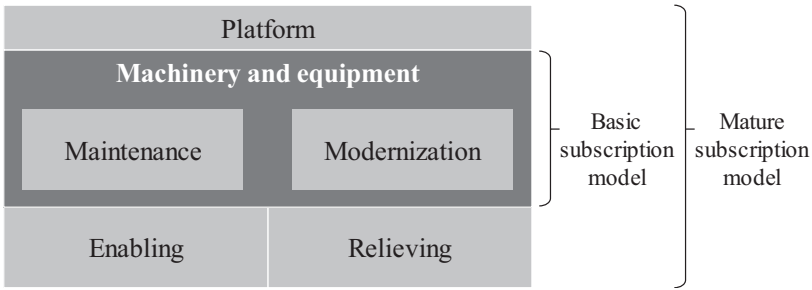 Platform
Machinery and equipment
Maintenance
Modernization
Enabling
Relieving
Basic
subscription
model
Mature
subscription
model